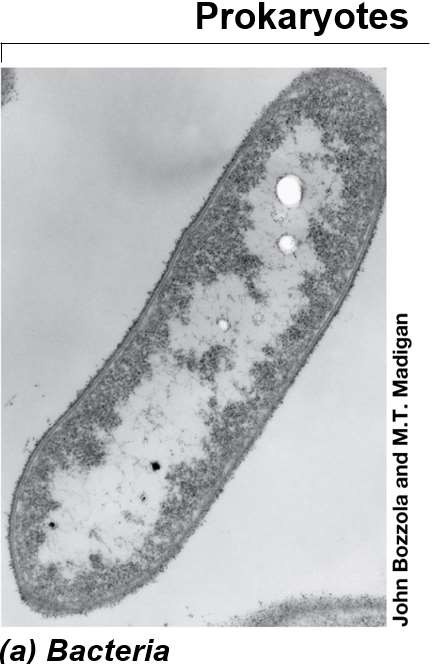 Prokaryotes
John Bozzola and M.T. Madigan
(a) Bacteria